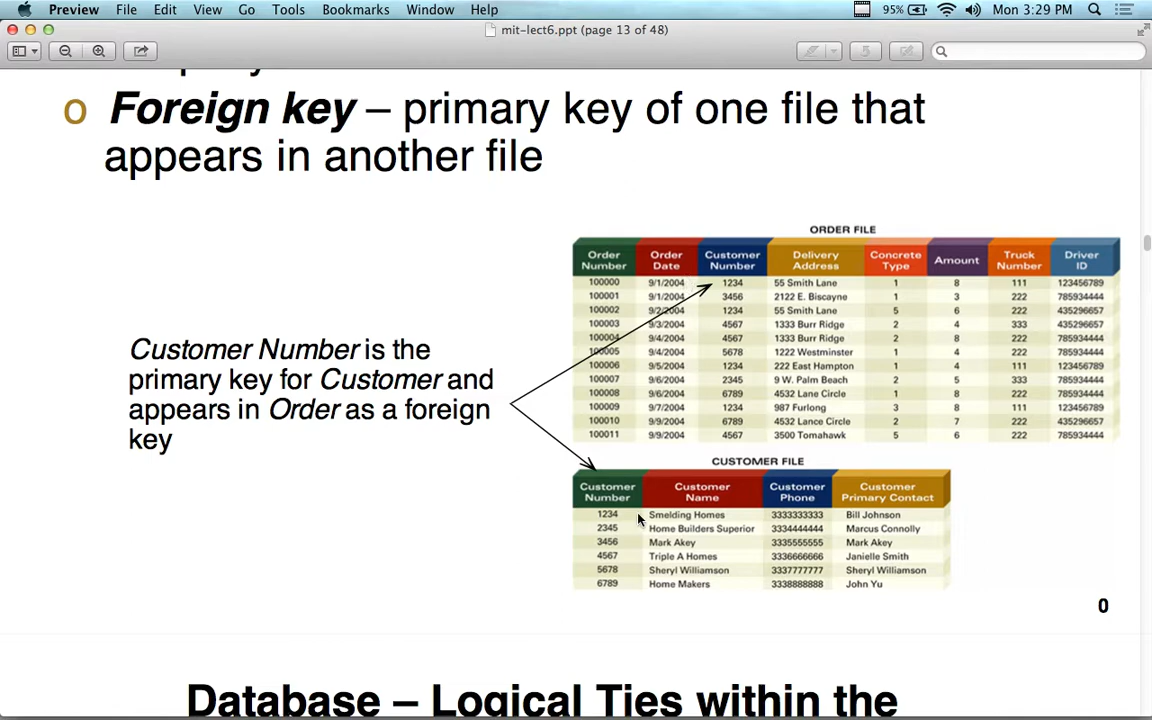 Preview File Edit View Go Tools Bookmarks Window Help 95% Mon 3:29 PM
mit-lect6.ppt (page 13 of 48)
o Foreign key – primary key of one file that
appears in another file
ORDER FILE
Order Number Order Date Customer Number Delivery Address Concrete Type Amount Truck Number Driver ID
100000 9/1/2004 1234 55 Smith Lane 1 8 111 123456789
100001 9/1/2004 3456 2122 E. Biscayne 1 3 222 785934444
100002 9/2/2004 1234 55 Smith Lane 5 6 222 435296657
100003 9/3/2004 4567 1333 Burr Ridge 2 4 333 435296657
100004 9/4/2004 4567 1333 Burr Ridge 2 8 222 785934444
100005 9/4/2004 5678 1222 Westminster 1 4 222 785934444
100006 9/5/2004 1234 222 East Hampton 1 4 222 785934444
100007 9/6/2004 2345 9 W. Palm Beach 2 5 333 785934444
100008 9/6/2004 6789 4532 Lane Circle 1 8 222 785934444
100009 9/7/2004 1234 987 Furlong 3 8 111 123456789
100010 9/9/2004 6789 4532 Lance Circle 2 7 222 435296657
100011 9/9/2004 4567 3500 Tomahawk 5 6 222 785934444
Customer Number is the
primary key for Customer and
appears in Order as a foreign
key
CUSTOMER FILE
Customer Number Customer Name Customer Phone Customer Primary Contact
1234 Smelding Homes 3333333333 Bill Johnson
2345 Home Builders Superior 3334444444 Marcus Connolly
3456 Mark Akey 3335555555 Mark Akey
4567 Triple A Homes 3336666666 Janielle Smith
5678 Sheryl Williamson 3337777777 Sheryl Williamson
6789 Home Makers 3338888888 John Yu
0
Database – Logical Ties within the